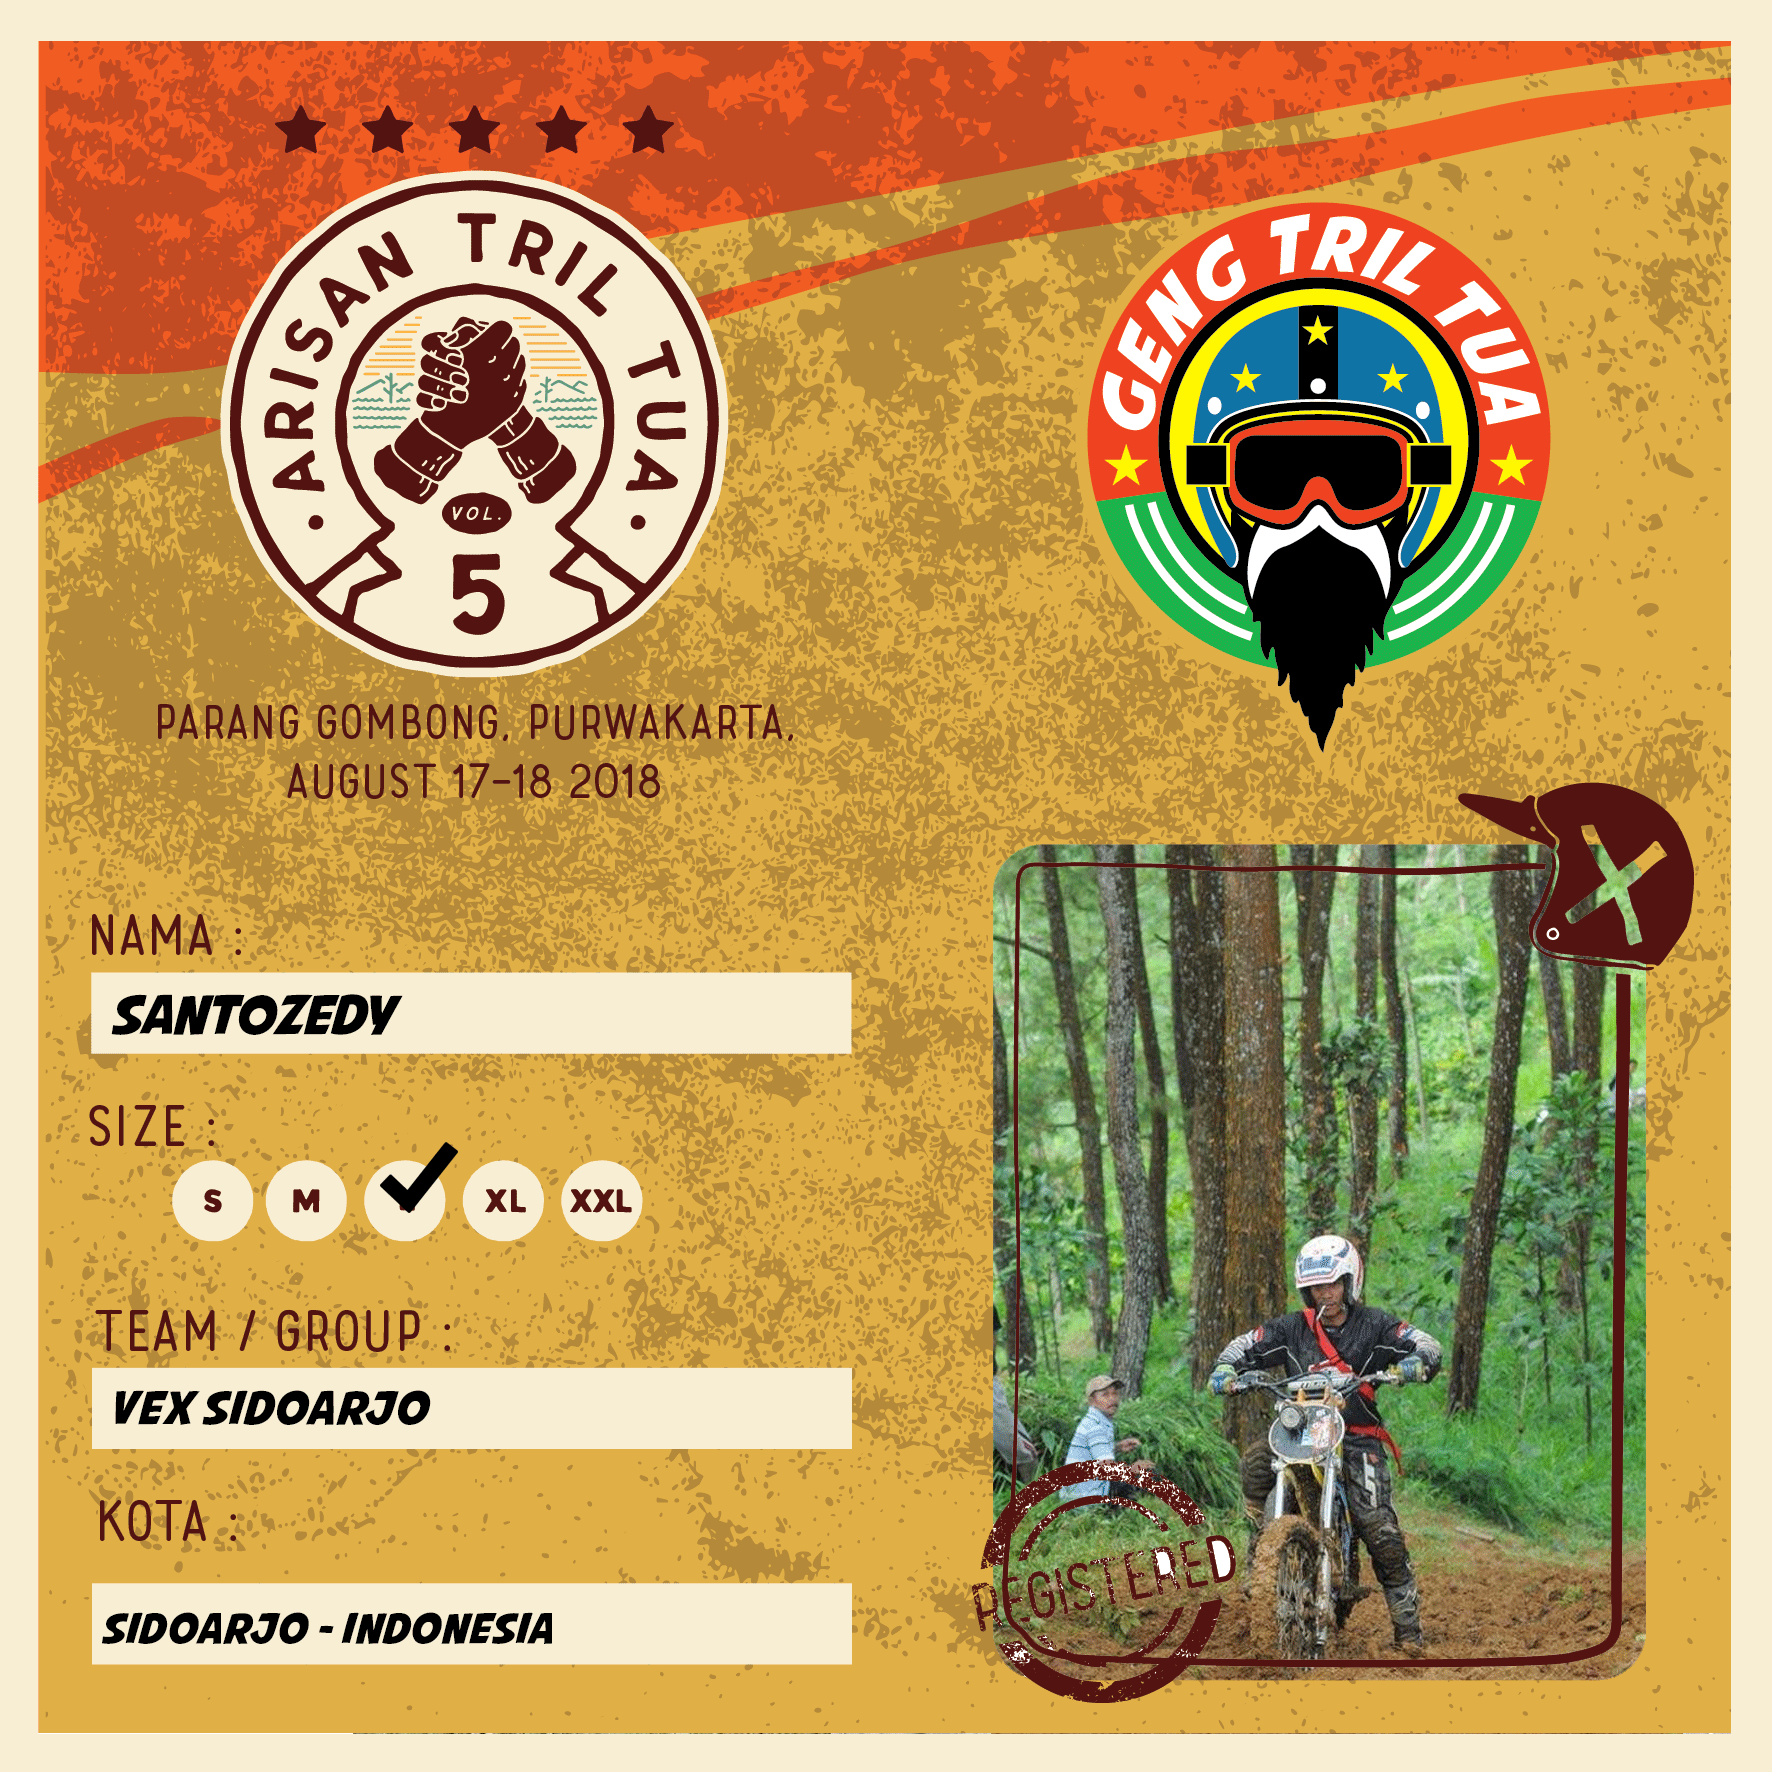 ARISAN TRIL TUA
VOL.
5
GENG TRIL TUA
PARANG GOMBONG, PURWAKARTA,
AUGUST 17-18 2018
NAMA :
SANTOZEDY
SIZE :
S M XL XXL
TEAM / GROUP :
VEX SIDOARJO
KOTA :
SIDOARJO - INDONESIA
REGISTERED